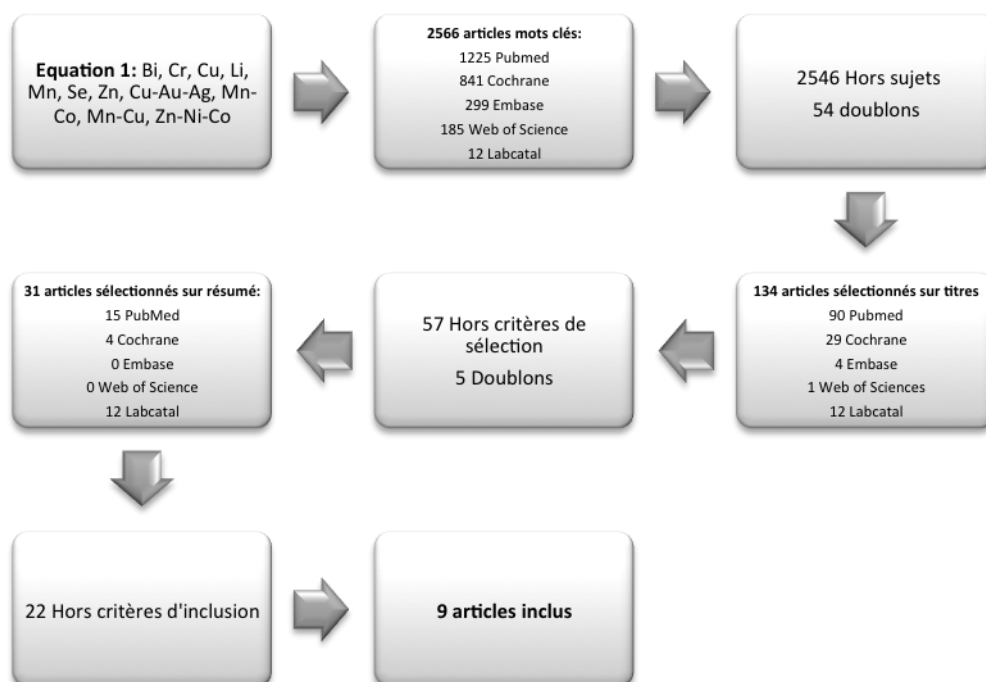 Equation 1: Bi, Cr, Cu, Li,
Mn, Se, Zn, Cu-Au-Ag, Mn-
Co, Mn-Cu, Zn-Ni-Co
2566 articles mots clés:
1225 Pubmed
841 Cochrane
299 Embase
185 Web of Science
12 Labcatal
2546 Hors sujets
54 doublons
134 articles sélectionnés sur titres
90 Pubmed
29 Cochrane
4 Embase
1 Web of Sciences
12 Labcatal
57 Hors critères de
sélection
5 Doublons
31 articles sélectionnés sur résumé:
15 PubMed
4 Cochrane
0 Embase
0 Web of Science
12 Labcatal
22 Hors critères d'inclusion
9 articles inclus